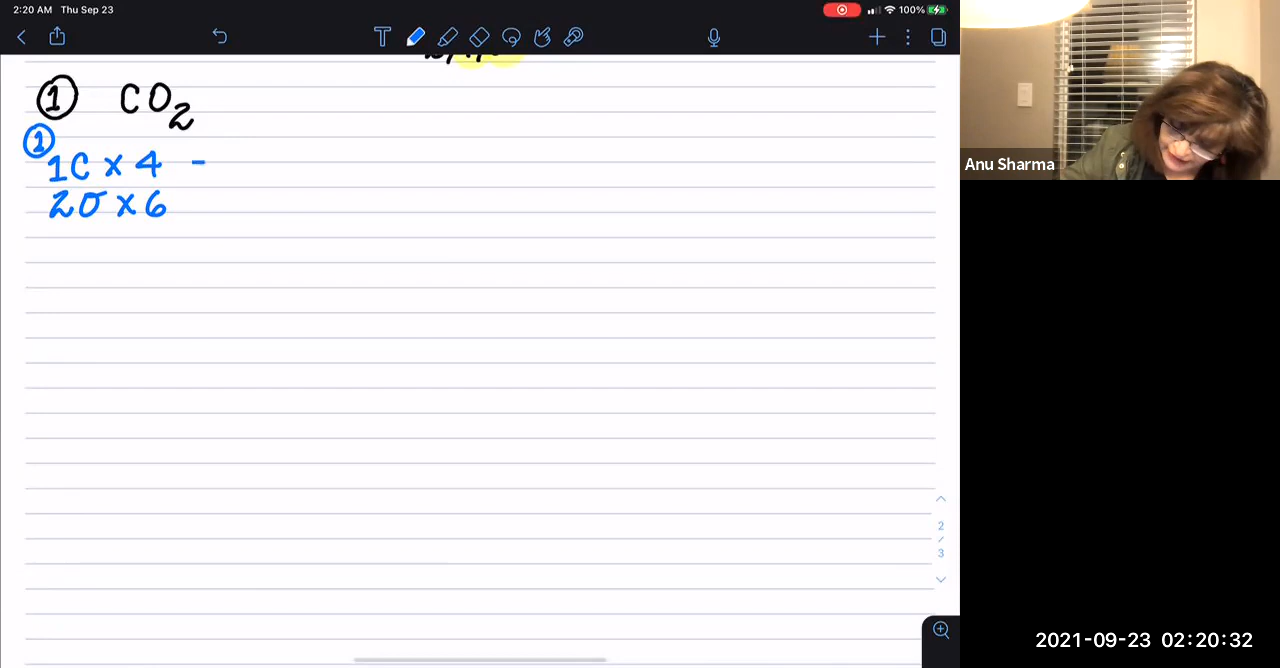 2:20 AM Thu Sep 23
100%
① CO₂
①
1C × 4 -
2O × 6
2
/
3
Anu Sharma
2021-09-23 02:20:32